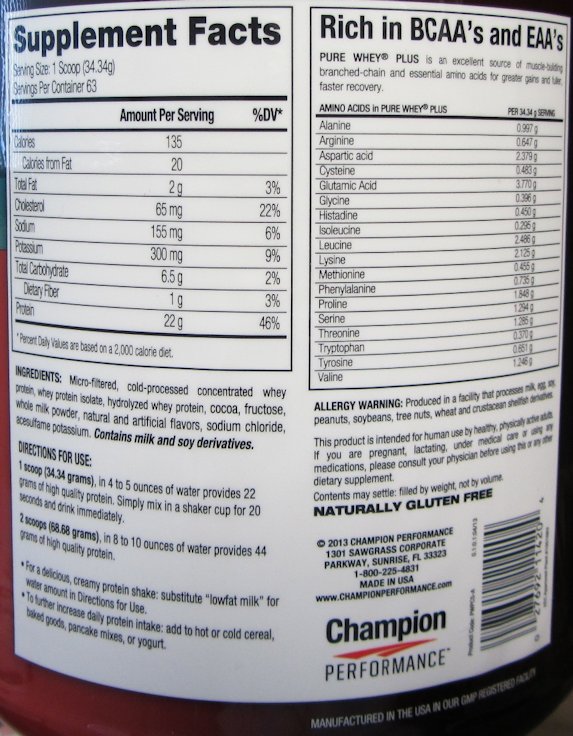 Supplement Facts
Serving Size: 1 Scoop (34.34g)
Servings Per Container 63
Amount Per Serving %DV*
Calories 135
Calories from Fat 20
Total Fat 2 g 3%
Cholesterol 65 mg 22%
Sodium 155 mg 6%
Potassium 300 mg 9%
Total Carbohydrate 6.5 g 2%
Dietary Fiber 1 g 3%
Protein 22 g 46%
* Percent Daily Values are based on a 2,000 calorie diet.
INGREDIENTS: Micro-filtered, cold-processed concentrated whey
protein, whey protein isolate, hydrolyzed whey protein, cocoa, fructose,
whole milk powder, natural and artificial flavors, sodium chloride,
acesulfame potassium. Contains milk and soy derivatives.
DIRECTIONS FOR USE:
1 scoop (34.34 grams), in 4 to 5 ounces of water provides 22
grams of high quality protein. Simply mix in a shaker cup for 20
seconds and drink immediately.
2 scoops (68.68 grams), in 8 to 10 ounces of water provides 44
grams of high quality protein.
• For a delicious, creamy protein shake: substitute "lowfat milk" for
water amount in Directions for Use.
• To further increase daily protein intake: add to hot or cold cereal,
baked goods, pancake mixes, or yogurt.
Rich in BCAA's and EAA's
PURE WHEY® PLUS is an excellent source of muscle-building
branched-chain and essential amino acids for greater gains and fuller,
faster recovery.
AMINO ACIDS in PURE WHEY® PLUS PER 34.34 g SERVING
Alanine 0.997 g
Arginine 0.647 g
Aspartic acid 2.379 g
Cysteine 0.483 g
Glutamic Acid 3.770 g
Glycine 0.396 g
Histadine 0.450 g
Isoleucine 0.295 g
Leucine 2.486 g
Lysine 2.125 g
Methionine 0.455 g
Phenylalanine 0.735 g
Proline 1.848 g
Serine 1.294 g
Threonine 1.285 g
Tryptophan 0.370 g
Tyrosine 0.651 g
Valine 1.246 g
ALLERGY WARNING: Produced in a facility that processes milk, egg, soy,
peanuts, soybeans, tree nuts, wheat and crustacean shellfish derivatives.
This product is intended for human use by healthy, physically active adults.
If you are pregnant, lactating, under medical care or using any
medications, please consult your physician before using this or any other
dietary supplement.
Contents may settle: filled by weight, not by volume.
NATURALLY GLUTEN FREE
© 2013 CHAMPION PERFORMANCE
1301 SAWGRASS CORPORATE
PARKWAY, SUNRISE, FL 33323
1-800-225-4831
MADE IN USA
www.CHAMPIONPERFORMANCE.com
Champion
PERFORMANCE™
0 27692 11420 4
MANUFACTURED IN THE USA IN OUR GMP REGISTERED FACILITY